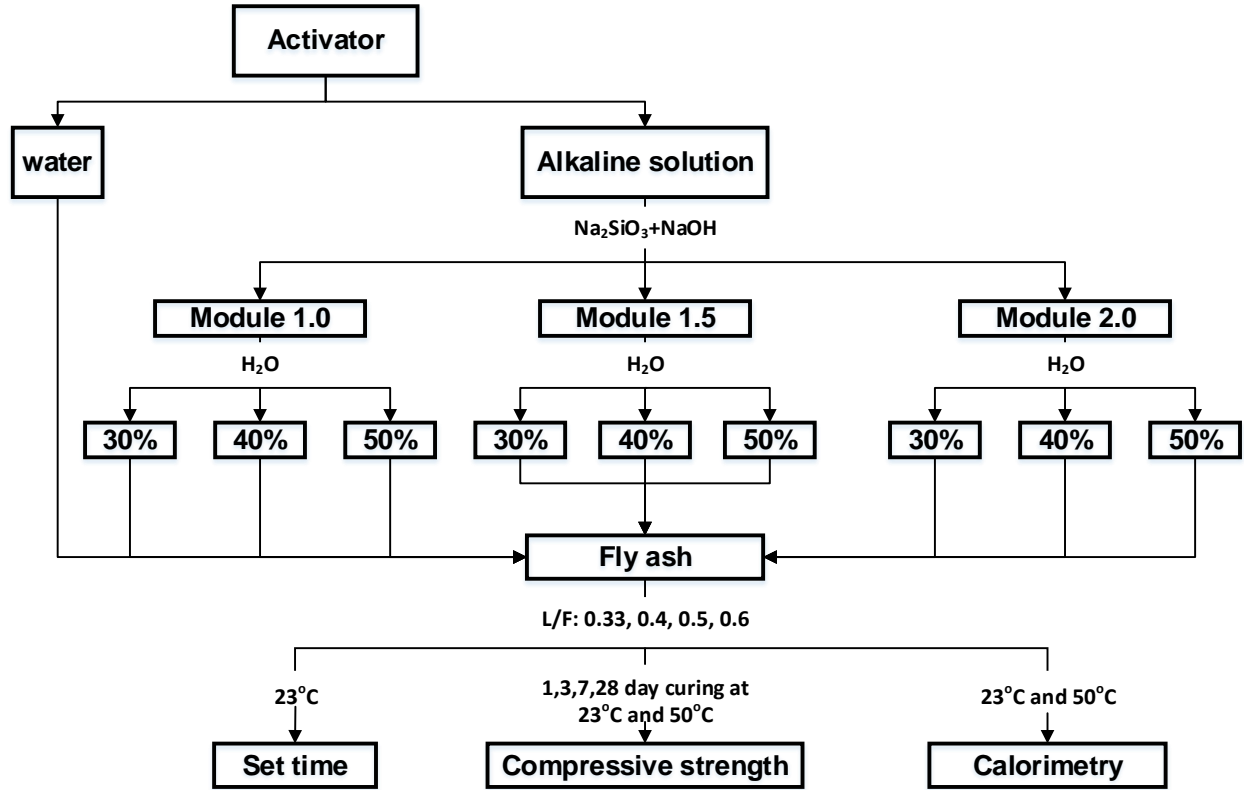 Activator
water
Alkaline solution
Na₂SiO₃+NaOH
Module 1.0
Module 1.5
Module 2.0
H₂O
H₂O
H₂O
30%
40%
50%
30%
40%
50%
30%
40%
50%
Fly ash
L/F: 0.33, 0.4, 0.5, 0.6
23°C
1,3,7,28 day curing at
23°C and 50°C
23°C and 50°C
Set time
Compressive strength
Calorimetry